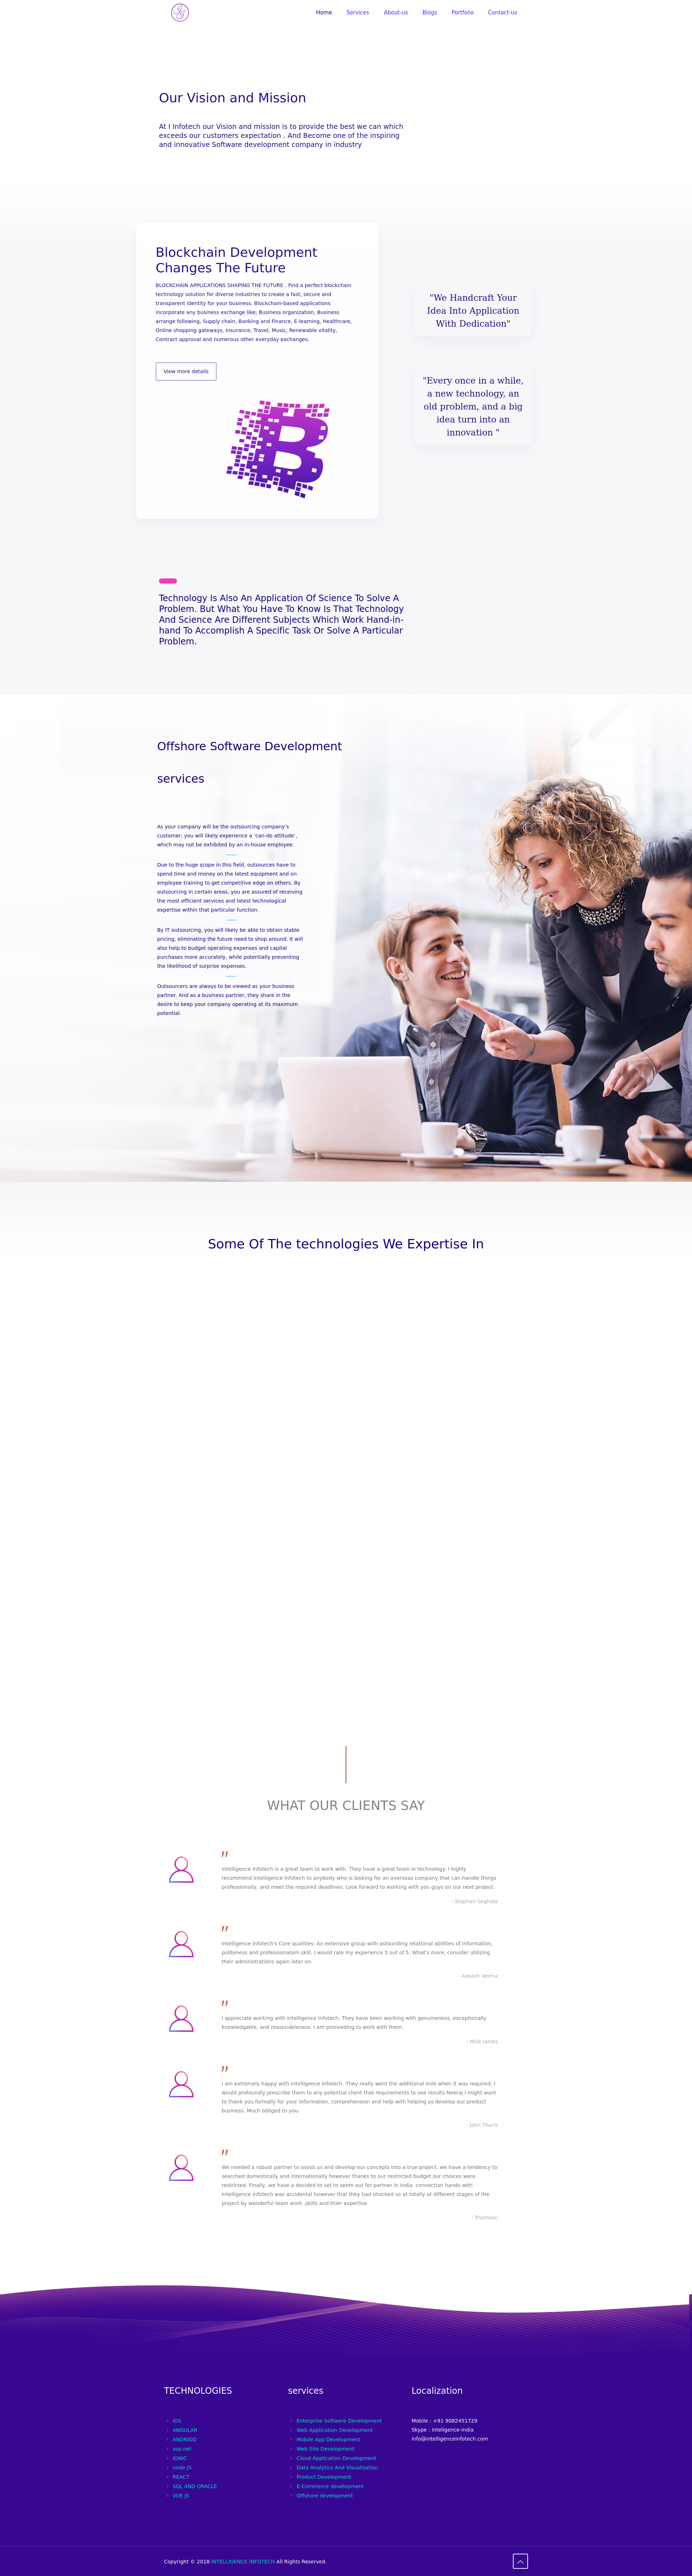 Home Services About-us Blogs Portfolio Contact-us
Our Vision and Mission
At I Infotech our Vision and mission is to provide the best we can which
exceeds our customers expectation . And Become one of the inspiring
and innovative Software development company in industry
Blockchain Development
Changes The Future
BLOCKCHAIN APPLICATIONS SHAPING THE FUTURE . Find a perfect blockchain
technology solution for diverse industries to create a fast, secure and
transparent identity for your business. Blockchain-based applications
incorporate any business exchange like; Business organization, Business
arrange following, Supply chain, Banking and Finance, E-learning, Healthcare,
Online shopping gateways, Insurance, Travel, Music, Renewable vitality,
Contract approval and numerous other everyday exchanges.
View more details
"We Handcraft Your
Idea Into Application
With Dedication"
"Every once in a while,
a new technology, an
old problem, and a big
idea turn into an
innovation "
Technology Is Also An Application Of Science To Solve A
Problem. But What You Have To Know Is That Technology
And Science Are Different Subjects Which Work Hand-in-
hand To Accomplish A Specific Task Or Solve A Particular
Problem.
Offshore Software Development
services
As your company will be the outsourcing company's
customer; you will likely experience a 'can-do attitude',
which may not be exhibited by an in-house employee.
Due to the huge scope in this field, outsources have to
spend time and money on the latest equipment and on
employee training to get competitive edge on others. By
outsourcing in certain areas, you are assured of receiving
the most efficient services and latest technological
expertise within that particular function.
By IT outsourcing, you will likely be able to obtain stable
pricing, eliminating the future need to shop around. It will
also help to budget operating expenses and capital
purchases more accurately, while potentially preventing
the likelihood of surprise expenses.
Outsourcers are always to be viewed as your business
partner. And as a business partner, they share in the
desire to keep your company operating at its maximum
potential.
Some Of The technologies We Expertise In
WHAT OUR CLIENTS SAY
Intelligence Infotech is a great team to work with. They have a great team in technology. I highly
recommend Intelligence Infotech to anybody who is looking for an overseas company that can handle things
professionally, and meet the required deadlines. Look forward to working with you guys on our next project.
- Stephan Seghate
Intelligence Infotech's Core qualities: An extensive group with astounding relational abilities of information,
politeness and professionalism skill. I would rate my experience 5 out of 5. What's more, consider utilizing
their administrations again later on.
- Aakash Verma
I appreciate working with Intelligence Infotech. They have been working with genuineness, exceptionally
knowledgable, and reasonableness. I am proceeding to work with them.
- Mick James
I am extremely happy with Intelligence Infotech. They really went the additional mile when it was required. I
would profoundly prescribe them to any potential client that requirements to see results.Neeraj I might want
to thank you formally for your information, comprehension and help with helping us develop our product
business. Much obliged to you.
- John Tharis
We needed a robust partner to assist us and develop our concepts into a true project. we have a tendency to
searched domestically and internationally however thanks to our restricted budget our choices were
restricted. Finally, we have a decided to set to seem out for partner in India. connection hands with
Intelligence Infotech was accidental however that they had shocked us at totally at different stages of the
project by wonderful team work ,skills and thier expertise
- Thomson
TECHNOLOGIES
IOS
ANGULAR
ANDRIOD
asp.net
IONIC
node JS
REACT
SQL AND ORACLE
VUE JS
services
Enterprise Software Development
Web Application Development
Mobile App Development
Web Site Development
Cloud Application Development
Data Analytics And Visualization
Product Development
E-Commerce development
Offshore development
Localization
Mobile : +91 9082451729
Skype : inteligence-india
info@intelligenceinfotech.com
Copyright © 2018 INTELLIGENCE INFOTECH All Rights Reserved.